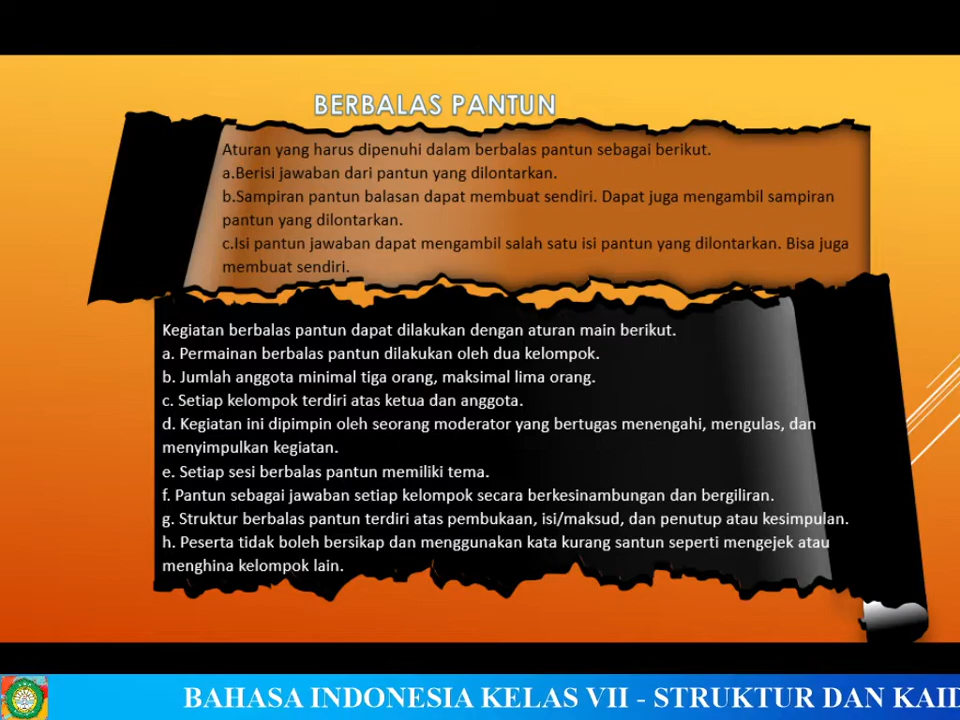 BERBALAS PANTUN
Aturan yang harus dipenuhi dalam berbalas pantun sebagai berikut.
a.Berisi jawaban dari pantun yang dilontarkan.
b.Sampiran pantun balasan dapat membuat sendiri. Dapat juga mengambil sampiran
pantun yang dilontarkan.
c.Isi pantun jawaban dapat mengambil salah satu isi pantun yang dilontarkan. Bisa juga
membuat sendiri.
Kegiatan berbalas pantun dapat dilakukan dengan aturan main berikut.
a. Permainan berbalas pantun dilakukan oleh dua kelompok.
b. Jumlah anggota minimal tiga orang, maksimal lima orang.
c. Setiap kelompok terdiri atas ketua dan anggota.
d. Kegiatan ini dipimpin oleh seorang moderator yang bertugas menengahi, mengulas, dan
menyimpulkan kegiatan.
e. Setiap sesi berbalas pantun memiliki tema.
f. Pantun sebagai jawaban setiap kelompok secara berkesinambungan dan bergiliran.
g. Struktur berbalas pantun terdiri atas pembukaan, isi/maksud, dan penutup atau kesimpulan.
h. Peserta tidak boleh bersikap dan menggunakan kata kurang santun seperti mengejek atau
menghina kelompok lain.
BAHASA INDONESIA KELAS VII - STRUKTUR DAN KAID